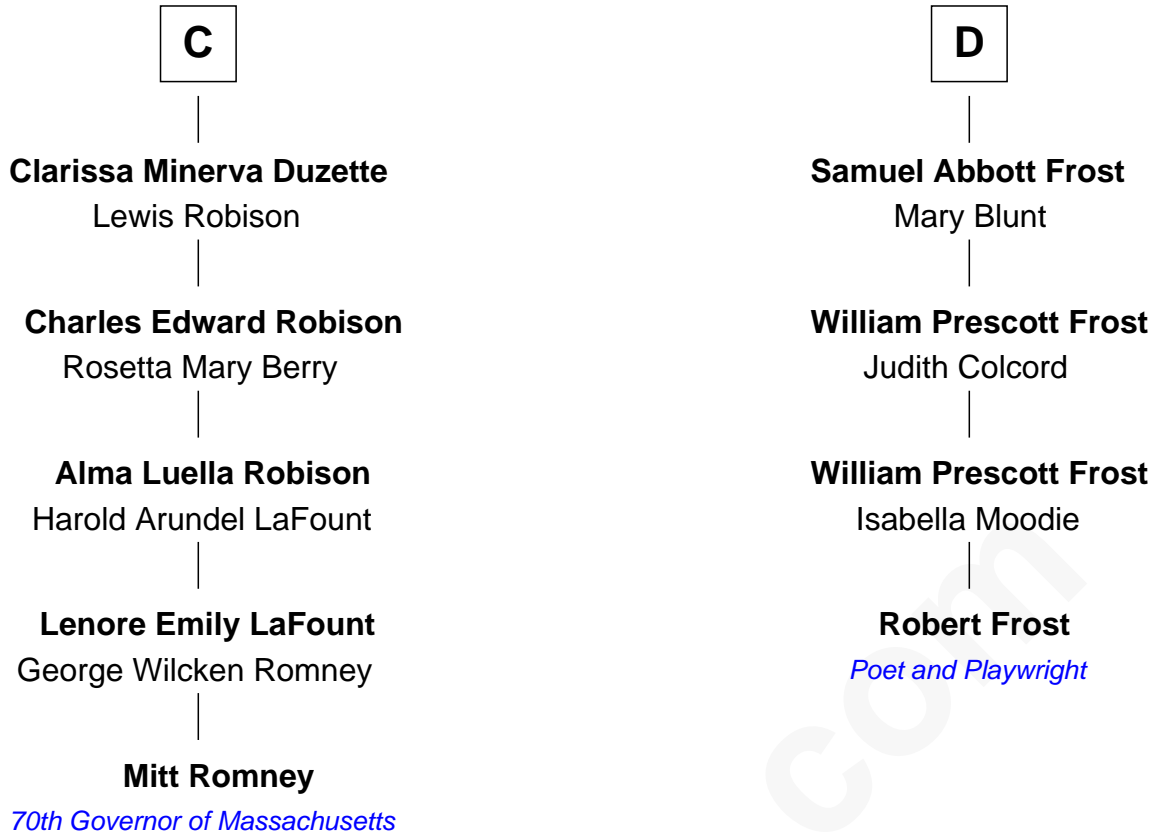 C
Clarissa Minerva Duzette
Lewis Robison
Charles Edward Robison
Rosetta Mary Berry
Alma Luella Robison
Harold Arundel LaFount
Lenore Emily LaFount
George Wilcken Romney
Mitt Romney
70th Governor of Massachusetts
D
Samuel Abbott Frost
Mary Blunt
William Prescott Frost
Judith Colcord
William Prescott Frost
Isabella Moodie
Robert Frost
Poet and Playwright
com